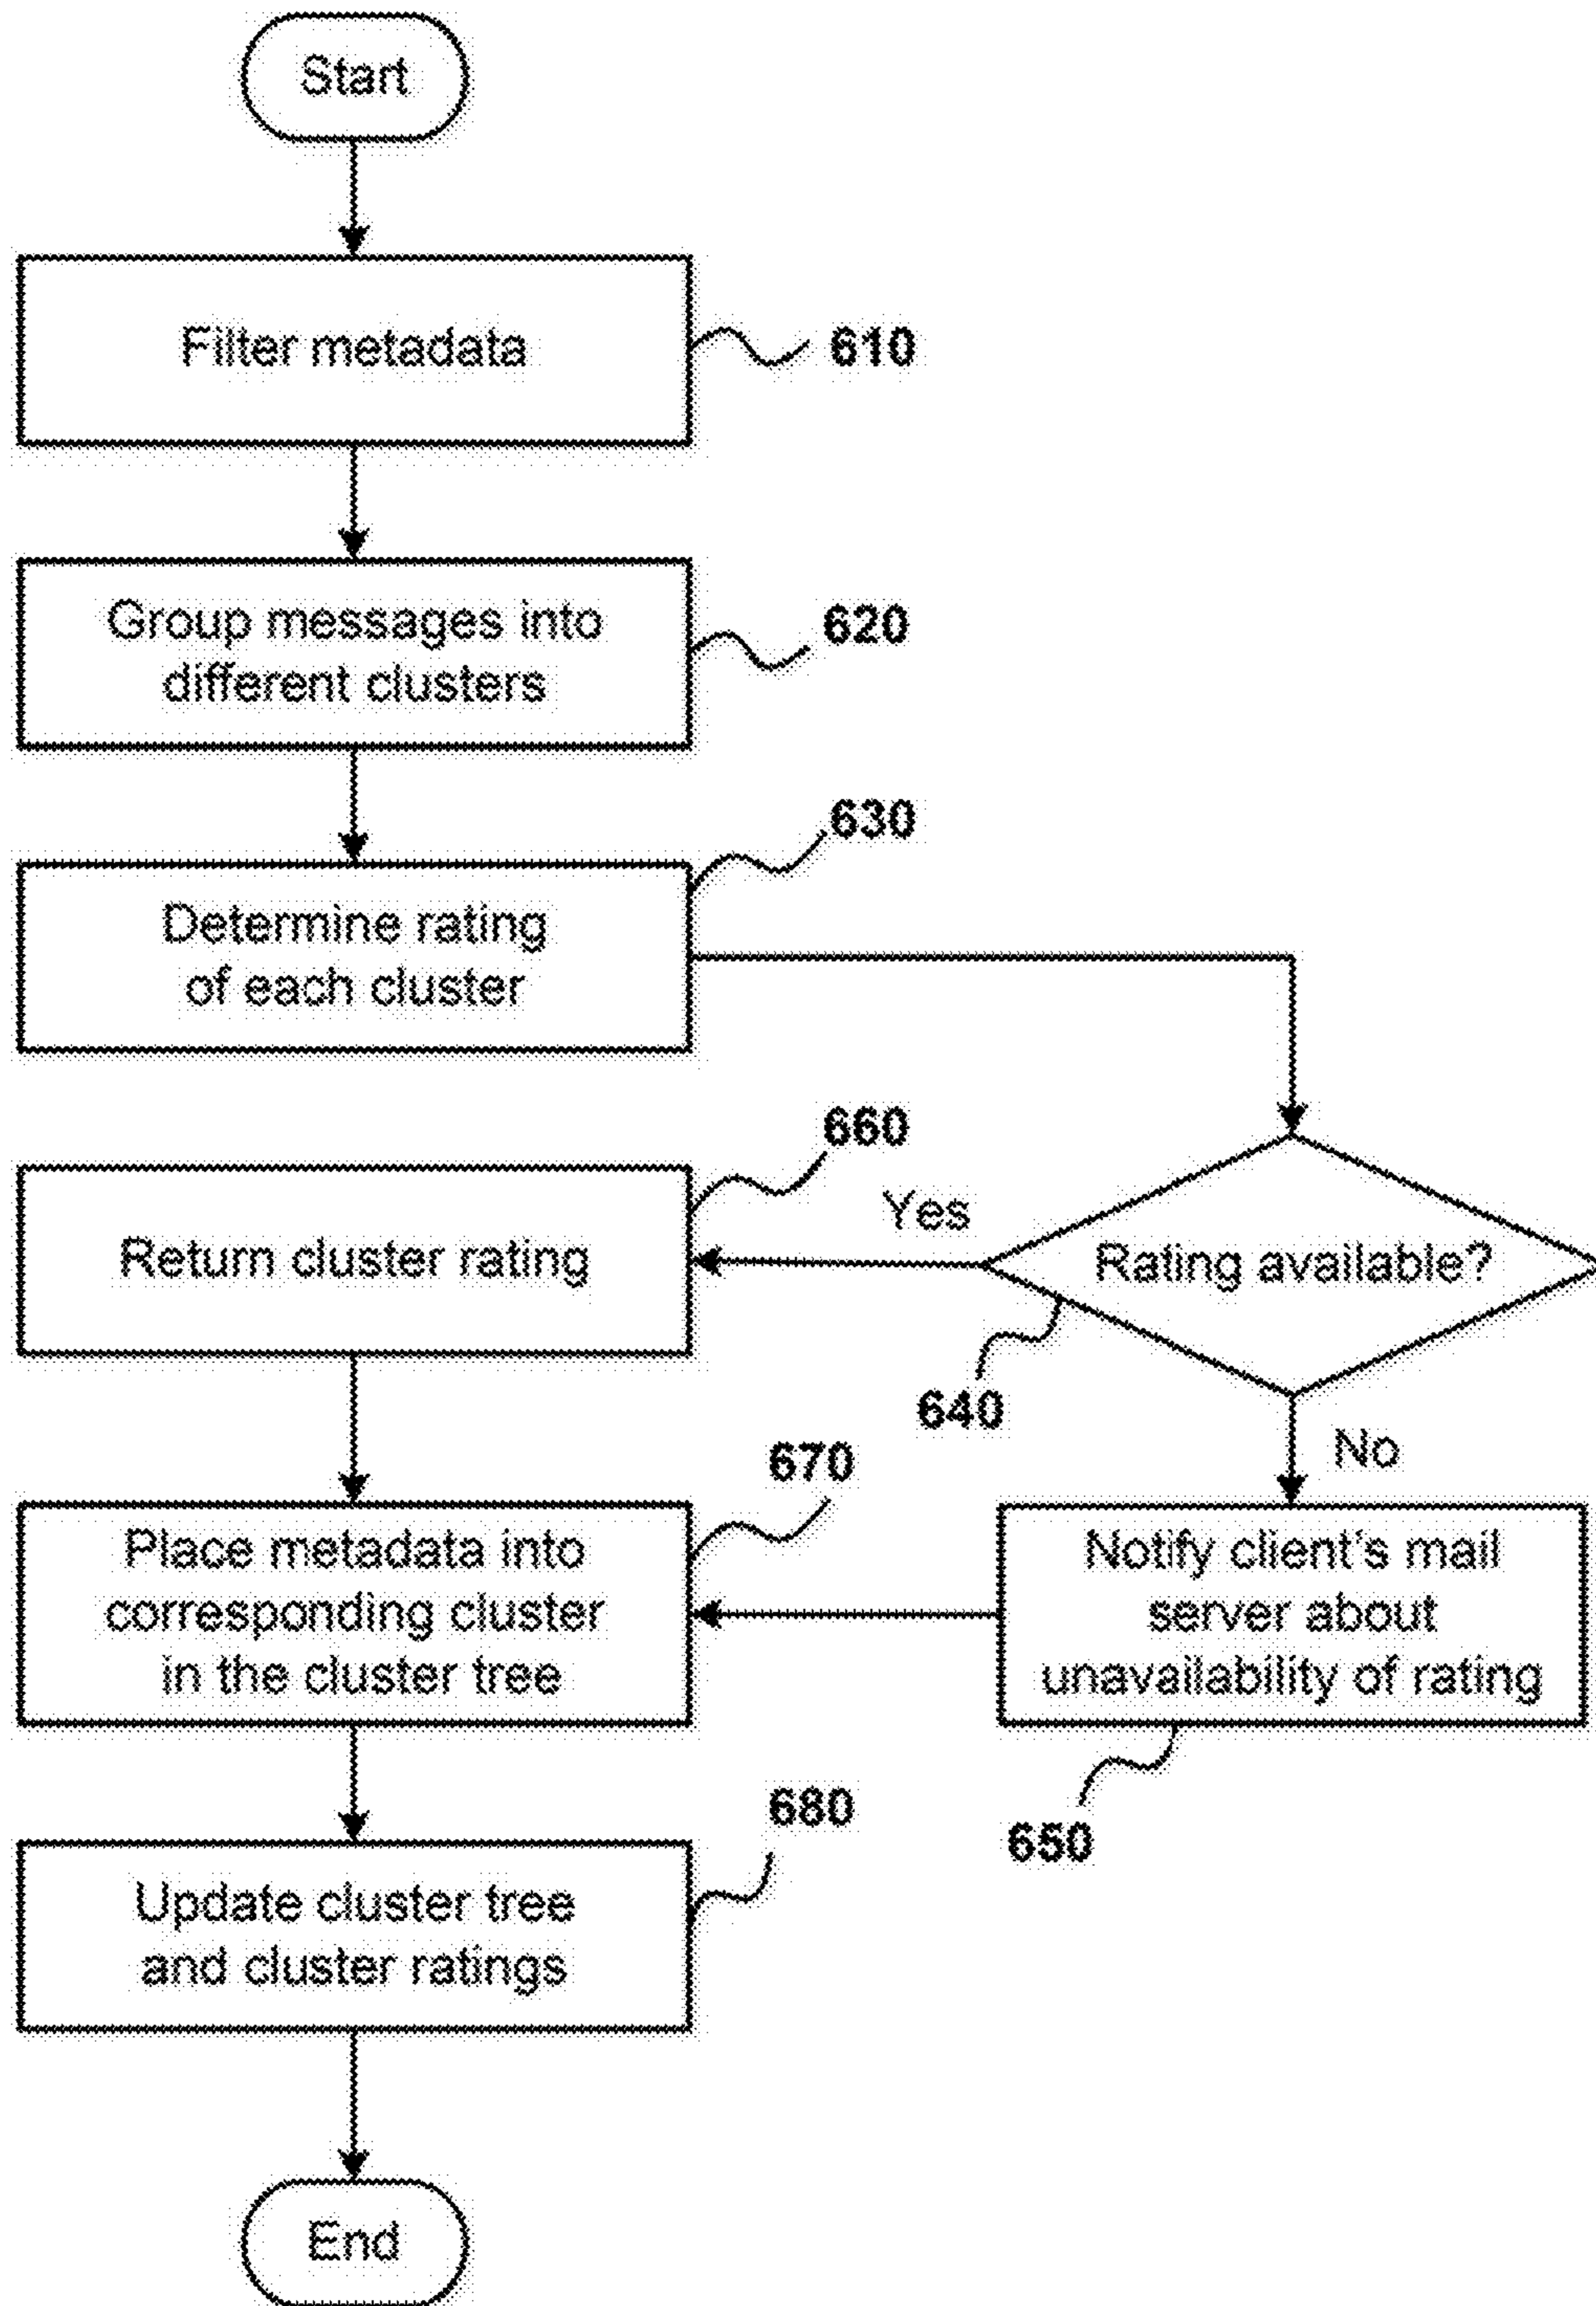 Start
Filter metadata
610
Group messages into
different clusters
620
630
Determine rating
of each cluster
660
Return cluster rating
Yes
Rating available?
640
No
670
Place metadata into
corresponding cluster
in the cluster tree
Notify client's mail
server about
unavailability of rating
650
680
Update cluster tree
and cluster ratings
End